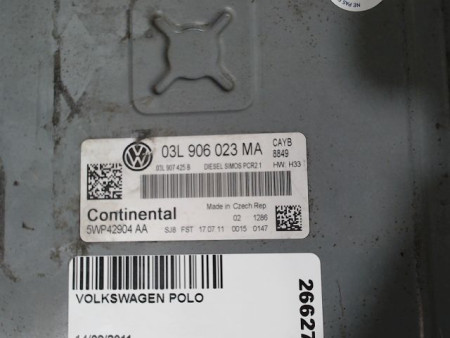 03L 906 023 MA
CAYB
8849
03L 907 425 B DIESEL SIMOS-PCR2.1 HW: H33
Continental
Made in Czech Rep
02 1286
5WP42904 AA SJ8 FST 17.07.11 0015 0147
VOLKSWAGEN POLO
26627